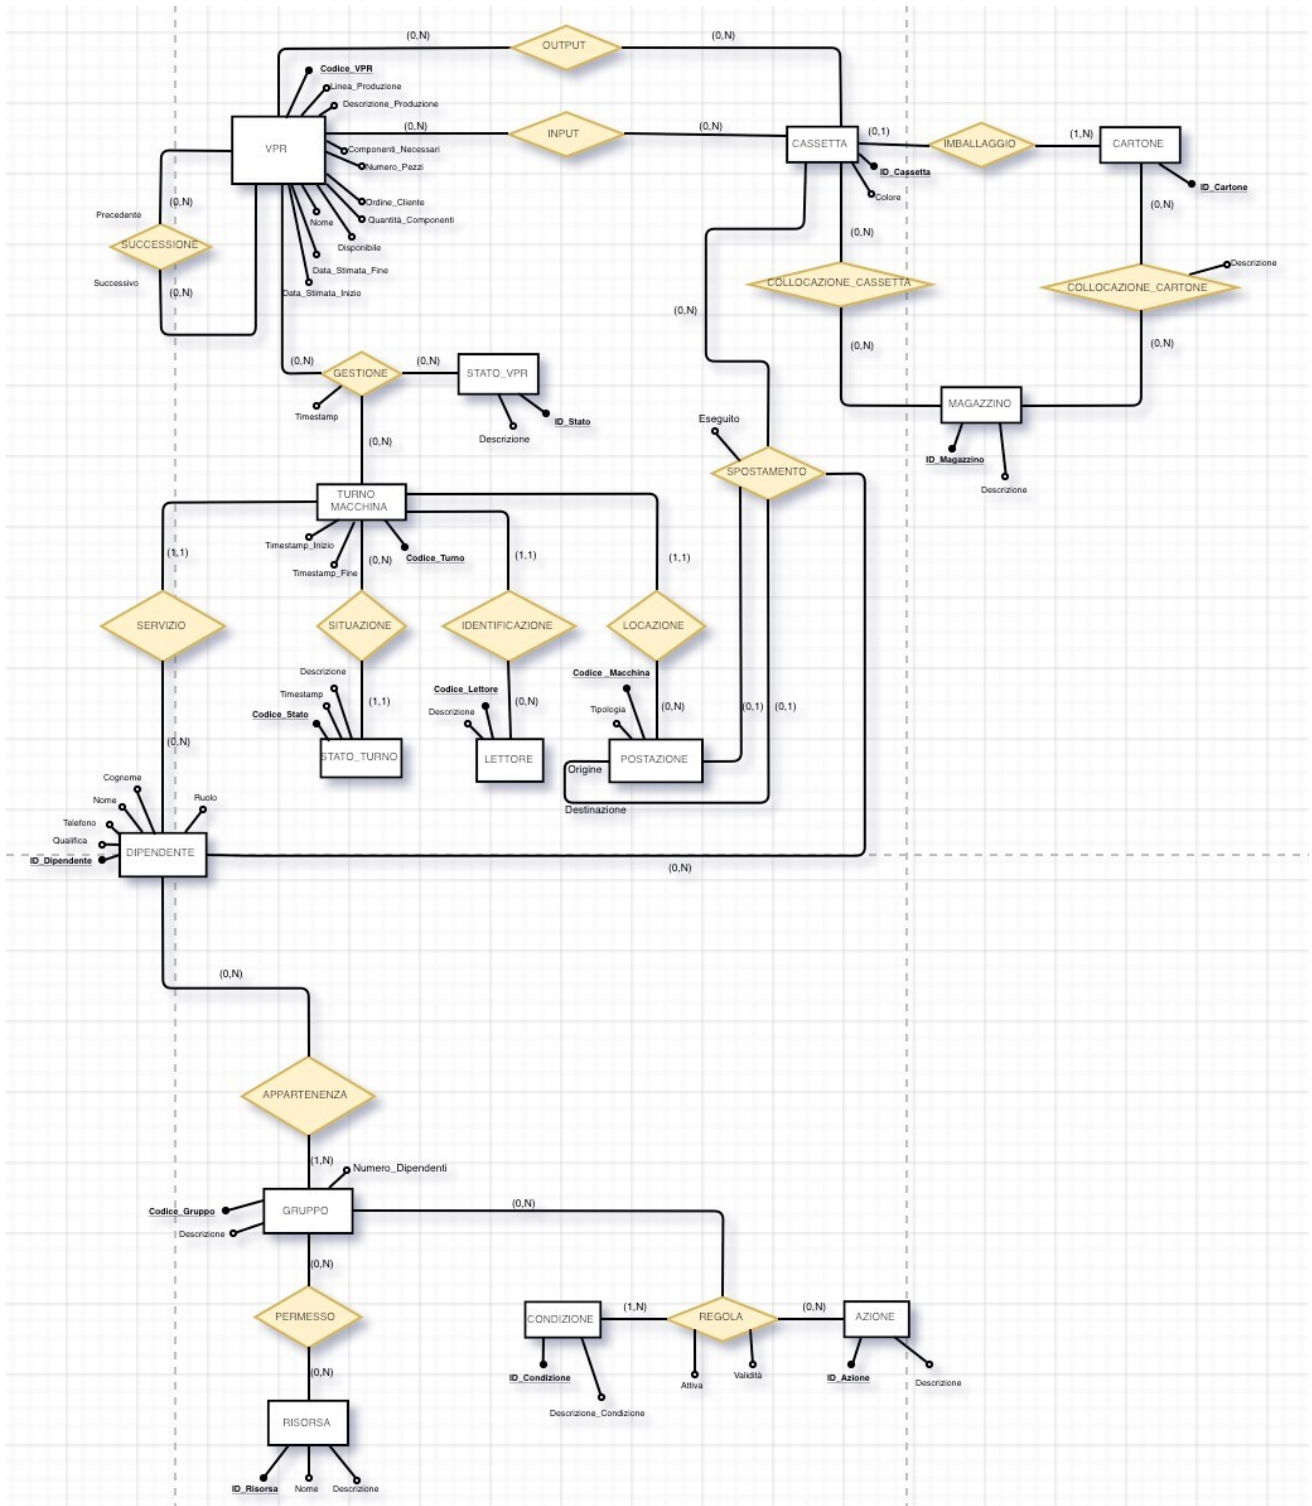 (0,N)
OUTPUT
(0,N)
Codice_VPR
Linea_Produzione
Descrizione_Produzione
VPR
(0,N)
INPUT
(0,N)
CASSETTA
(0,1)
IMBALLAGGIO
(1,N)
CARTONE
Componenti_Necessari
Numero_Pezzi
ID_Cassetta
Colore
ID_Cartone
(0,N)
Ordine_Cliente
Quantità_Componenti
Nome
Disponibile
Data_Stimata_Fine
Data_Stimata_Inizio
Precedente
SUCCESSIONE
Successivo
(0,N)
(0,N)
(0,N)
COLLOCAZIONE_CASSETTA
Descrizione
COLLOCAZIONE_CARTONE
(0,N)
(0,N)
(0,N)
(0,N)
GESTIONE
(0,N)
STATO_VPR
Timestamp
ID_Stato
Descrizione
MAGAZZINO
ID_Magazzino
Descrizione
Eseguito
(0,N)
SPOSTAMENTO
TURNO
MACCHINA
Timestamp_Inizio
Timestamp_Fine
Codice_Turno
(1,1)
(0,N)
(1,1)
(1,1)
SERVIZIO
SITUAZIONE
IDENTIFICAZIONE
LOCAZIONE
Descrizione
Timestamp
Codice_Stato
(1,1)
Codice_Lettore
Descrizione
(0,N)
Codice_Macchina
Tipologia
(0,N)
(0,1)
(0,1)
(0,N)
STATO_TURNO
LETTORE
POSTAZIONE
Origine
Destinazione
Cognome
Nome
Ruolo
Telefono
Qualifica
ID_Dipendente
DIPENDENTE
(0,N)
(0,N)
APPARTENENZA
(1,N)
Numero_Dipendenti
Codice_Gruppo
GRUPPO
Descrizione
(0,N)
(0,N)
PERMESSO
CONDIZIONE
(1,N)
REGOLA
(0,N)
AZIONE
(0,N)
ID_Condizione
Attiva
Validità
ID_Azione
Descrizione
Descrizione_Condizione
RISORSA
ID_Risorsa
Nome
Descrizione